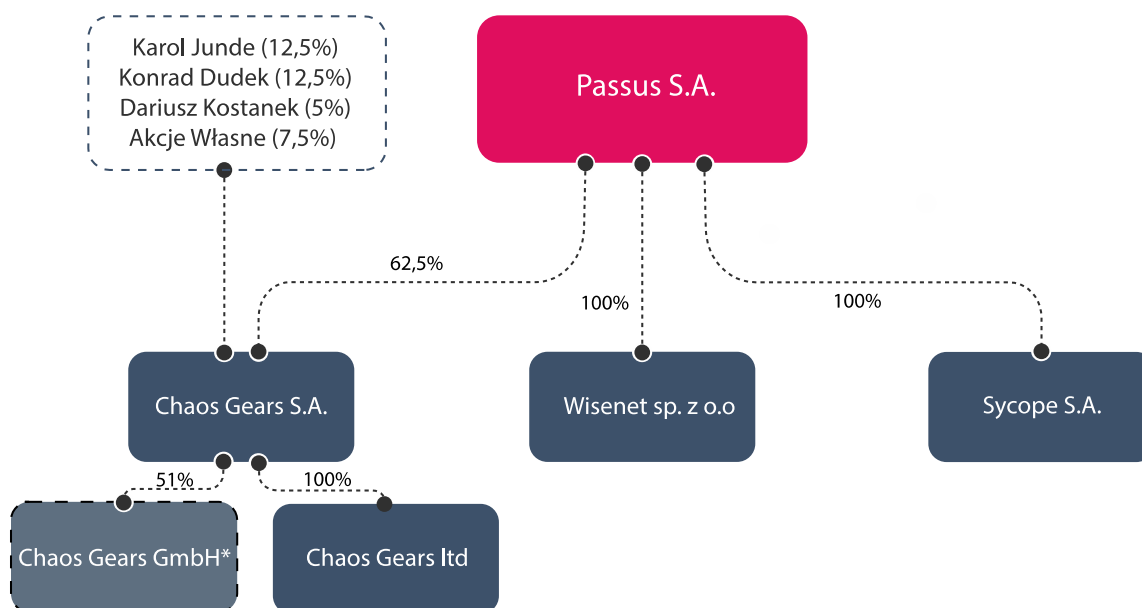 Karol Junde (12,5%)
Konrad Dudek (12,5%)
Dariusz Kostanek (5%)
Akcje Własne (7,5%)
Passus S.A.
62,5%
100%
100%
Chaos Gears S.A.
Wisenet sp. z o.o
Sycope S.A.
51%
100%
Chaos Gears GmbH*
Chaos Gears ltd